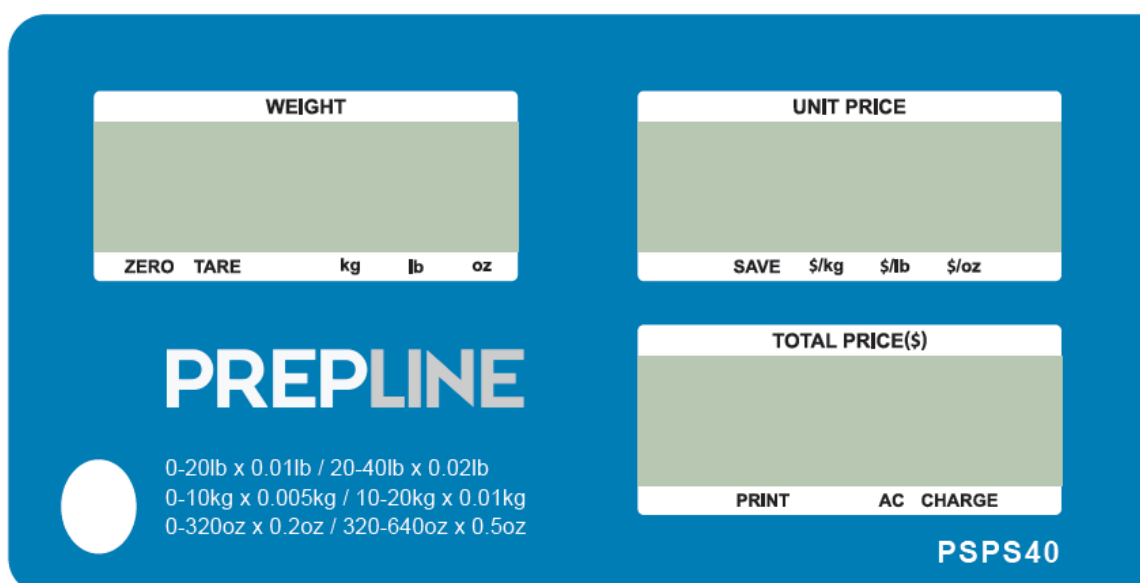 WEIGHT
ZERO TARE kg lb oz
UNIT PRICE
SAVE $/kg $/lb $/oz
TOTAL PRICE($)
PRINT AC CHARGE
PREPLINE
0-20lb x 0.01lb / 20-40lb x 0.02lb
0-10kg x 0.005kg / 10-20kg x 0.01kg
0-320oz x 0.2oz / 320-640oz x 0.5oz
PSPS40